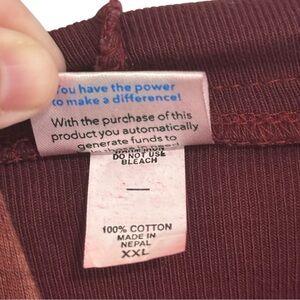 You have the power
to make a difference!
With the purchase of this
product you automatically
generate funds to
DO NOT USE
BLEACH
100% COTTON
MADE IN
NEPAL
XXL